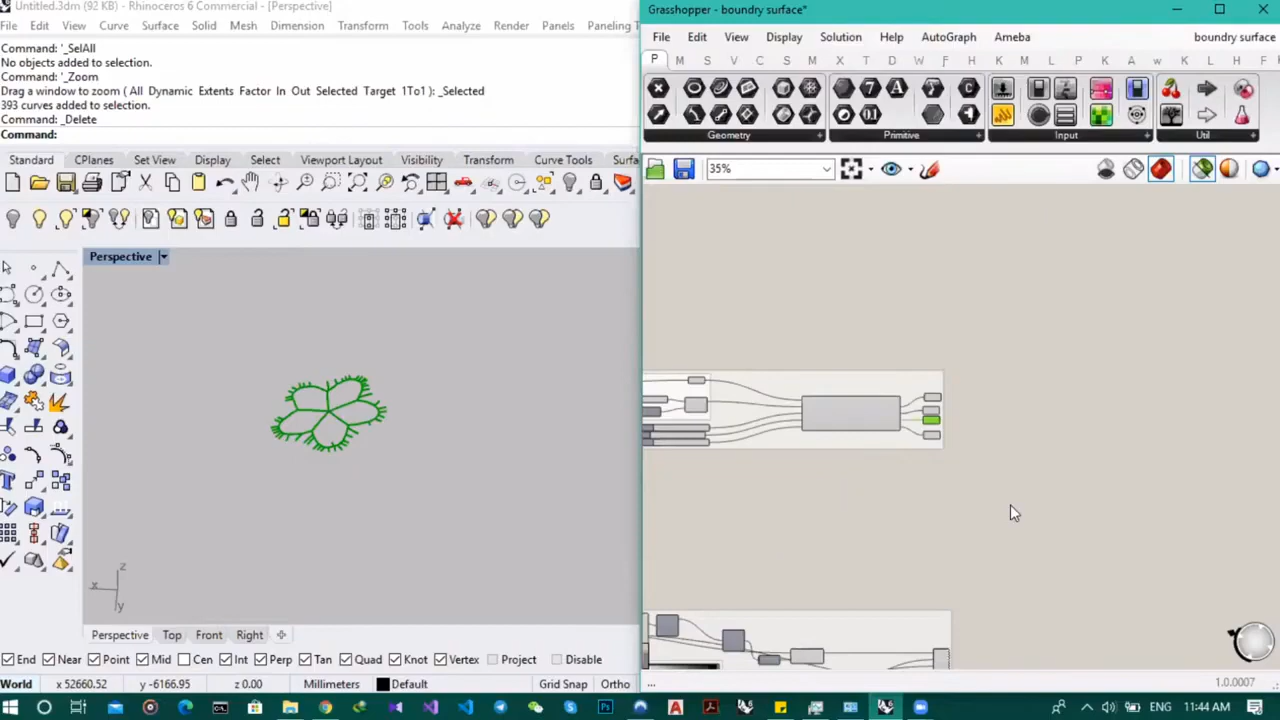 Untitled.3dm (92 KB) - Rhinoceros 6 Commercial - [Perspective]
File Edit View Curve Surface Solid Mesh Dimension Transform Tools Analyze Render Panels Paneling T
Command: '_SelAll
No objects added to selection.
Command: '_Zoom
Drag a window to zoom ( All Dynamic Extents Factor In Out Selected Target 1To1 ): _Selected
393 curves added to selection.
Command: _Delete
Command:
Standard CPlanes Set View Display Select Viewport Layout Visibility Transform Curve Tools Surfa
Perspective
z
x
y
Perspective Top Front Right
End Near Point Mid Cen Int Perp Tan Quad Knot Vertex Project Disable
World x 52660.52 y -6166.95 z 0.00 Millimeters Default Grid Snap Ortho
Grasshopper - boundry surface*
File Edit View Display Solution Help AutoGraph Ameba boundry surface
P M S V C S M X T D W F K M L K P A w K L H F
Geometry Primitive Input Util
35%
...
1.0.0007
ENG 11:44 AM